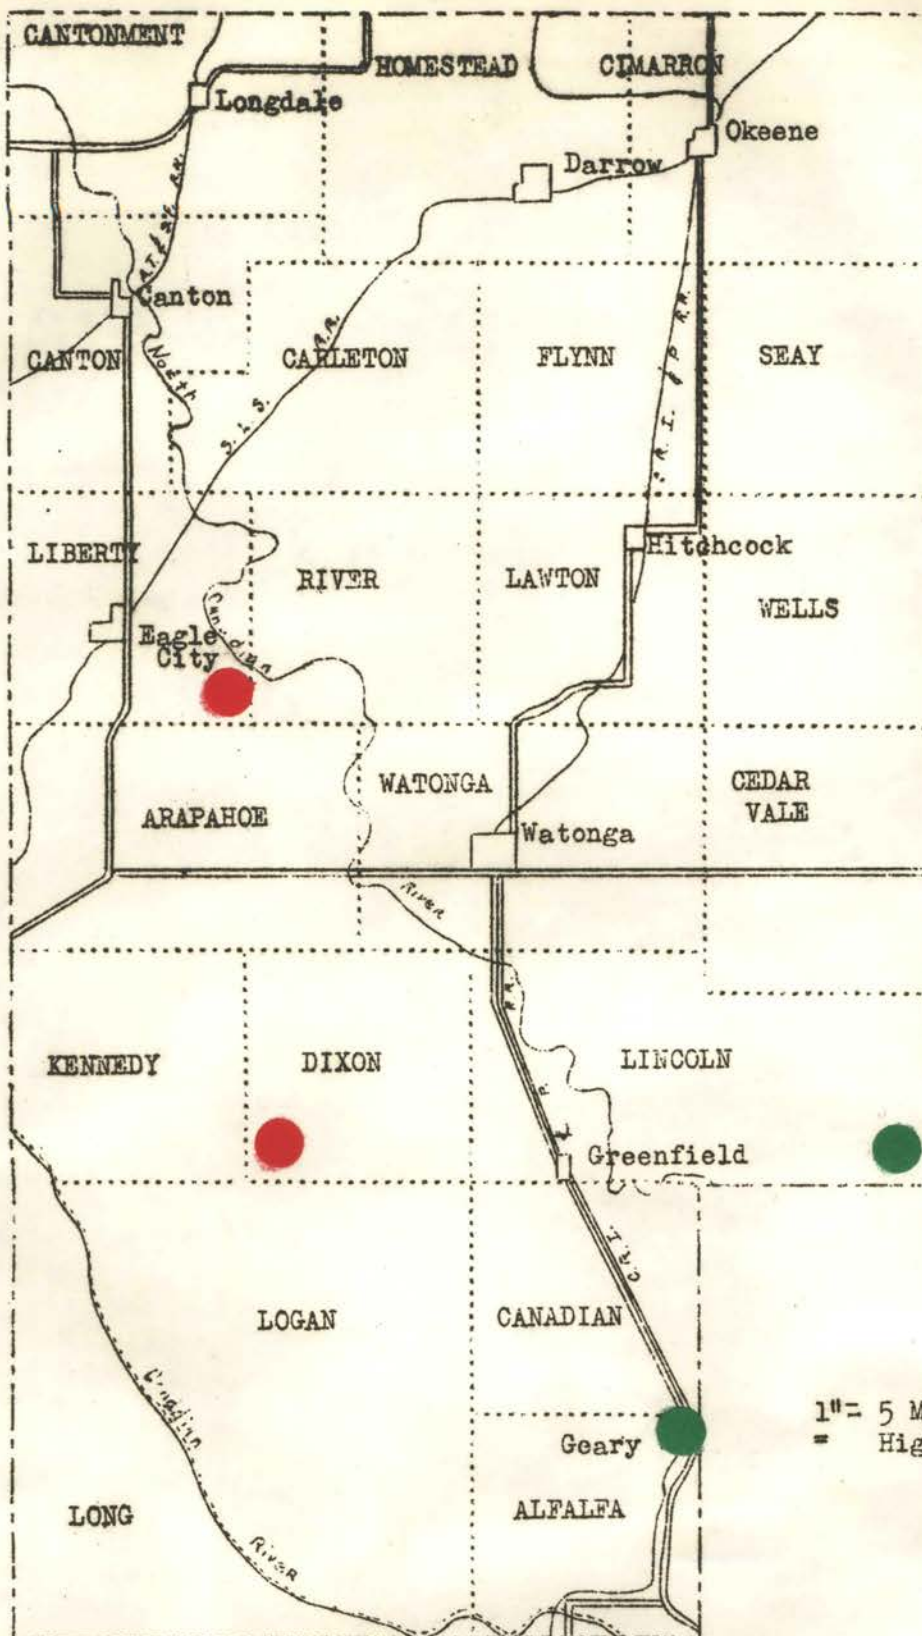 CANTONMENT
HOMESTEAD
CIMARRON
Longdale
Okeene
Darrow
A.T. & S.F. R.R.
Canton
CANTON
North
CARLETON
R.R.
FLYNN
SEAY
S. L. S.
R. I. & P R.R.
LIBERTY
RIVER
LAWTON
Hitchcock
WELLS
Canadian
Eagle
City
ARAPAHOE
WATONGA
CEDAR
VALE
Watonga
River
R.R.
KENNEDY
DIXON
LINCOLN
P.
&
Greenfield
C.R.I.
LOGAN
CANADIAN
Canadian
1"= 5 M
= Hig
Geary
LONG
ALFALFA
River